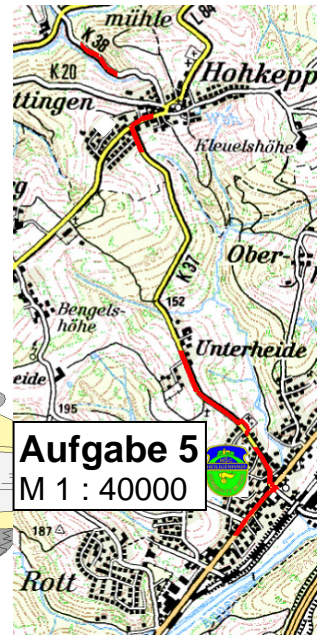 mühle
L 84
K 38
K 20
Hohkepp
ttingen
Kleuelshöhe
g
Ober-
K 37
152
Bengels-
höhe
Unterheide
eide
195
Aufgabe 5
M 1 : 40000
187
Rott